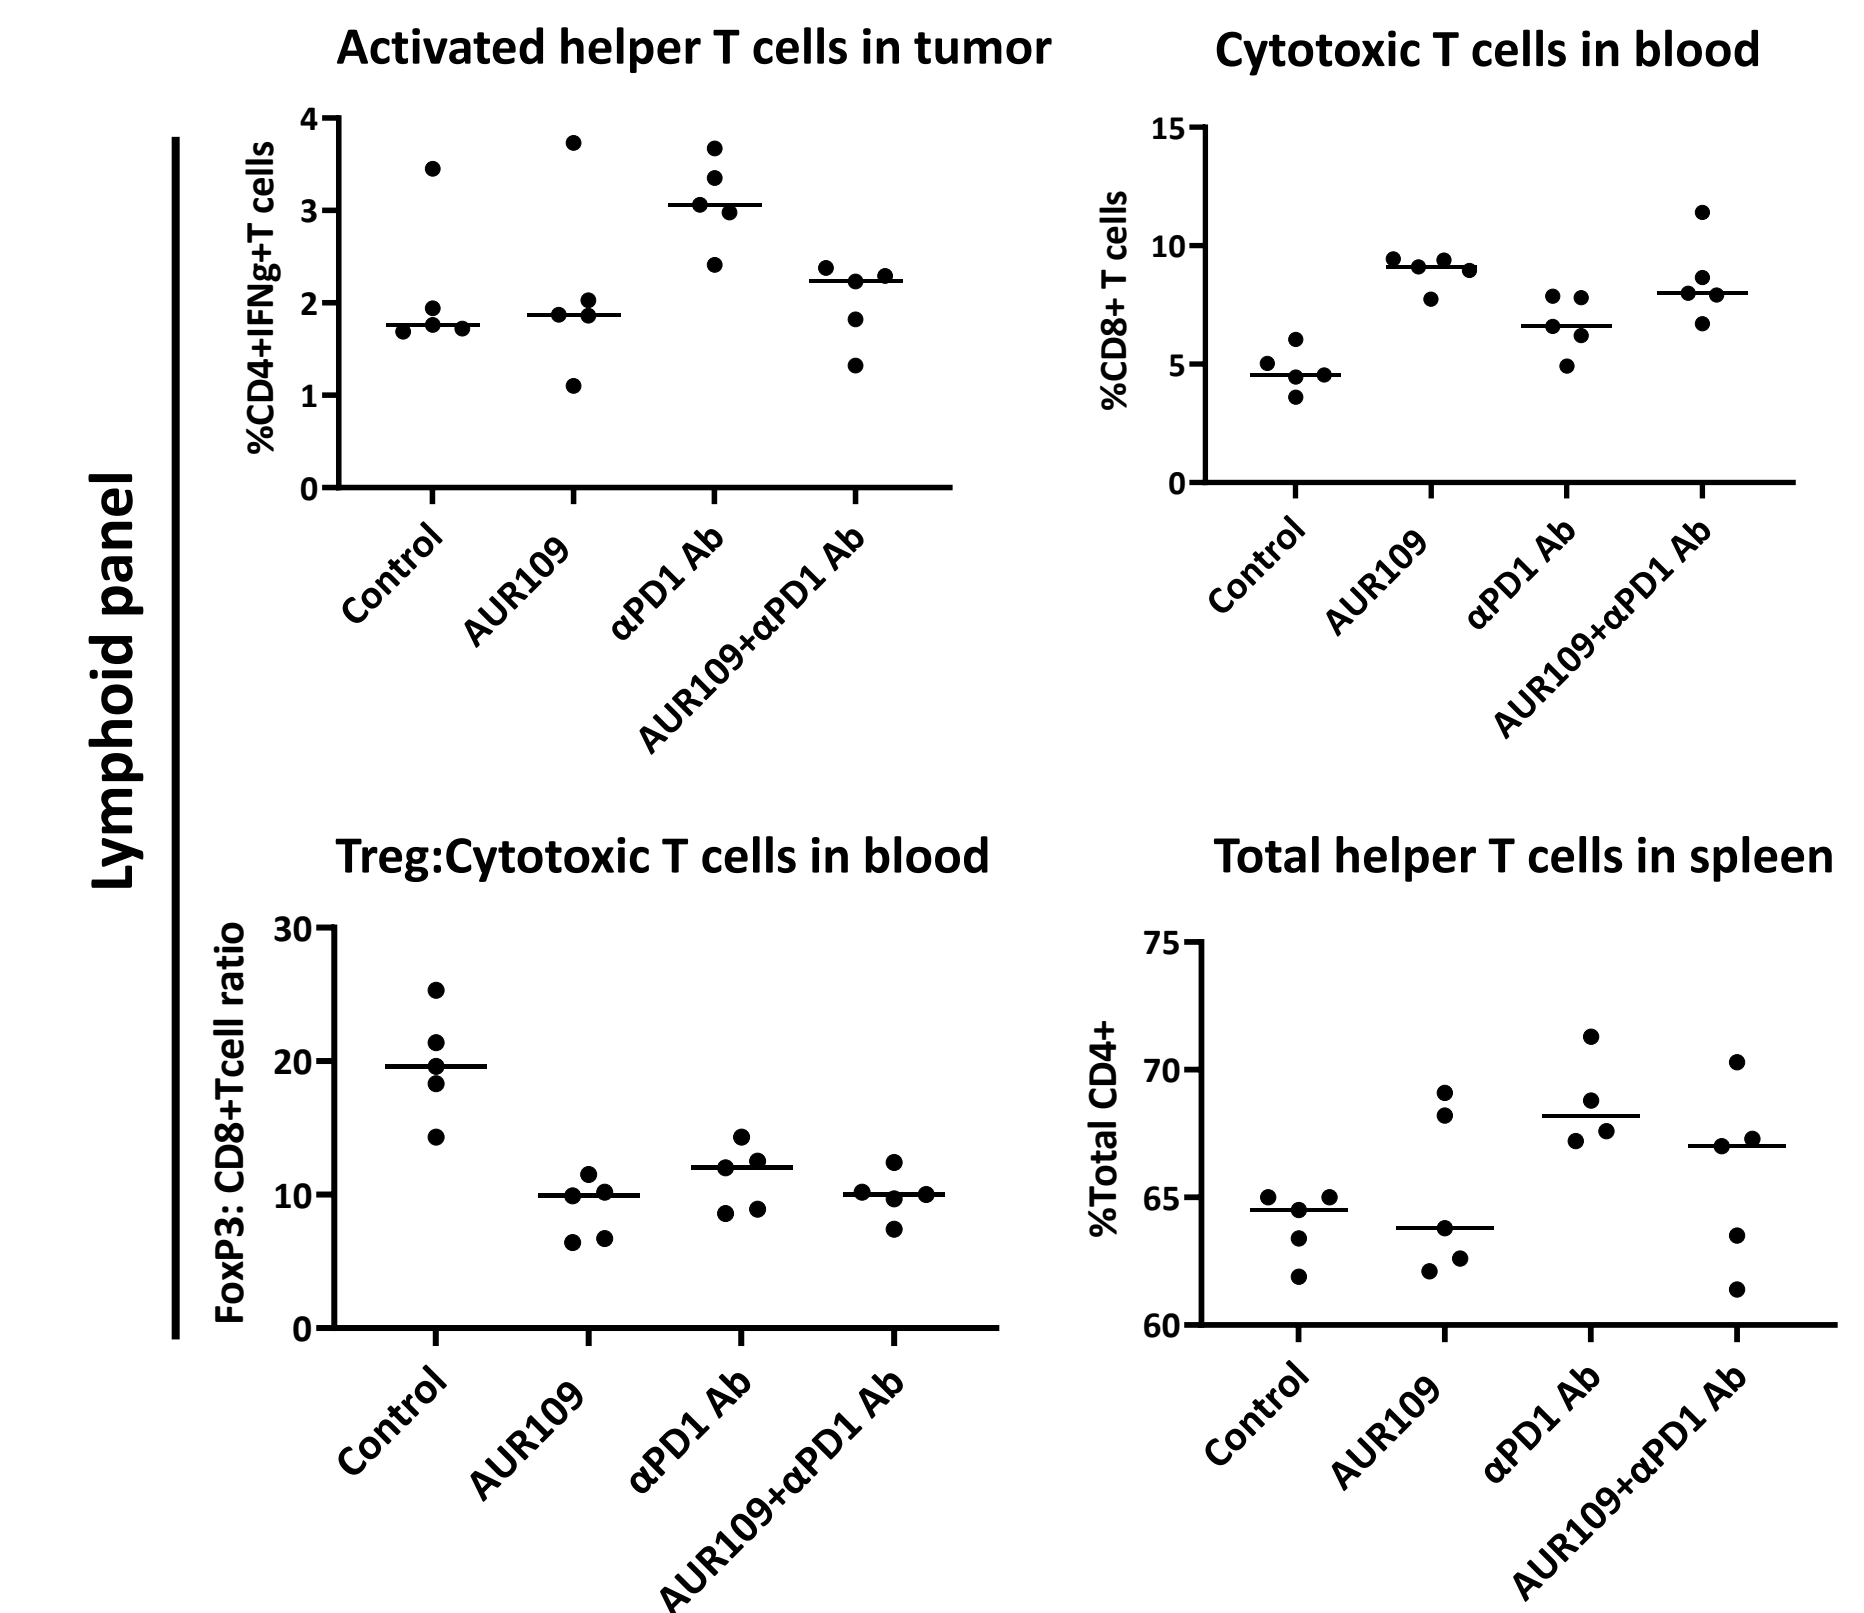 Lymphoid panel
Activated helper T cells in tumor
%CD4+IFNg+T cells
4
3
2
1
0
Control
AUR109
αPD1 Ab
AUR109+αPD1 Ab
Cytotoxic T cells in blood
%CD8+ T cells
15
10
5
0
Control
AUR109
αPD1 Ab
AUR109+αPD1 Ab
Treg:Cytotoxic T cells in blood
FoxP3: CD8+Tcell ratio
30
20
10
0
Control
AUR109
αPD1 Ab
AUR109+αPD1 Ab
Total helper T cells in spleen
%Total CD4+
75
70
65
60
Control
AUR109
αPD1 Ab
AUR109+αPD1 Ab